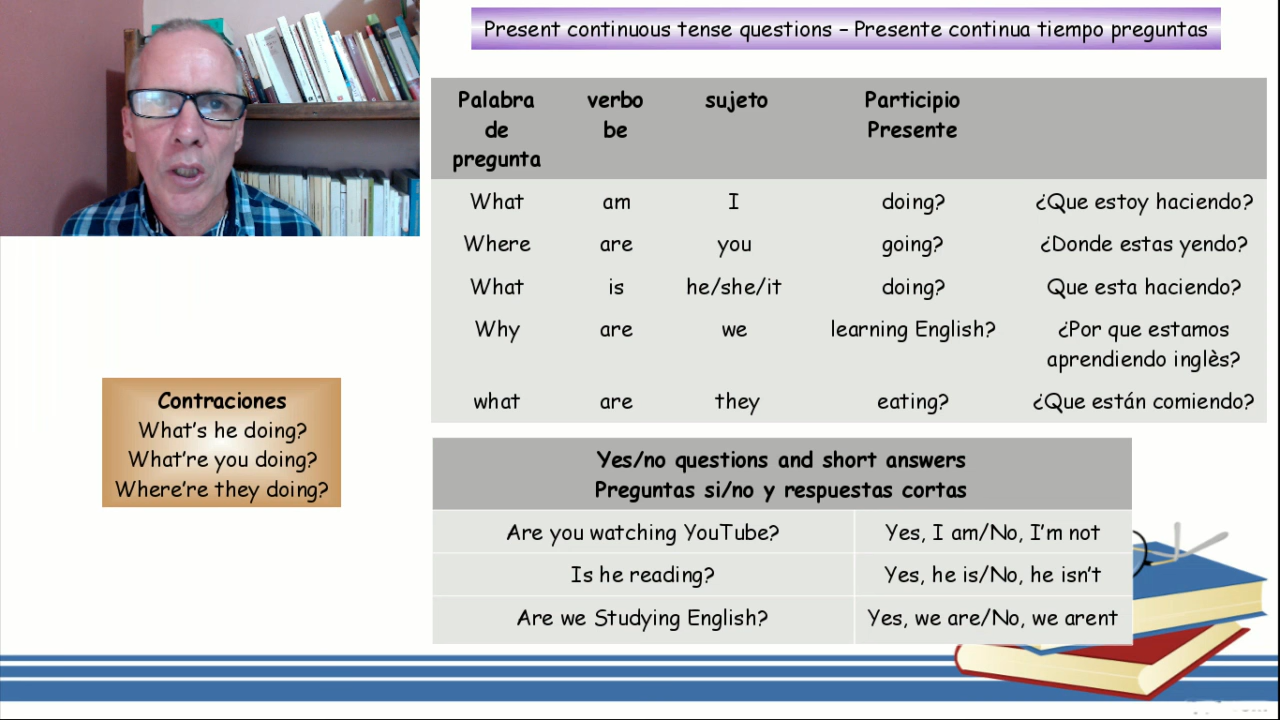 Present continuous tense questions – Presente continua tiempo preguntas
Palabra de pregunta verbo be sujeto Participio Presente
What am I doing? ¿Que estoy haciendo?
Where are you going? ¿Donde estas yendo?
What is he/she/it doing? Que esta haciendo?
Why are we learning English? ¿Por que estamos aprendiendo inglès?
what are they eating? ¿Que están comiendo?
Contraciones
What's he doing?
What're you doing?
Where're they doing?
Yes/no questions and short answers
Preguntas si/no y respuestas cortas
Are you watching YouTube? Yes, I am/No, I'm not
Is he reading? Yes, he is/No, he isn't
Are we Studying English? Yes, we are/No, we arent